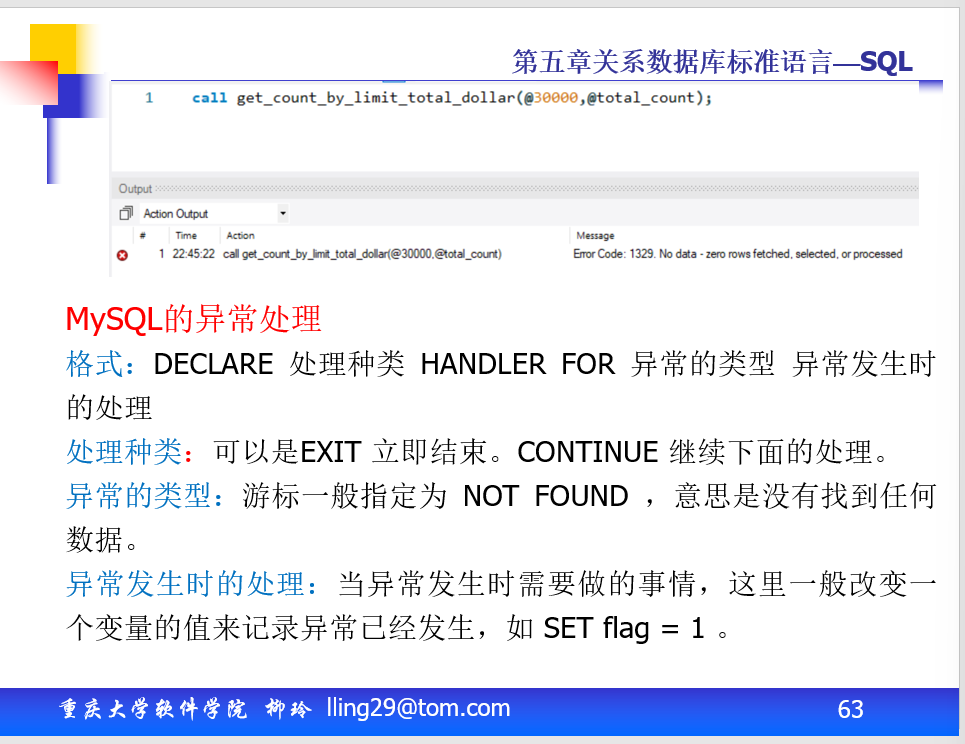 第五章关系数据库标准语言—SQL
1 call get_count_by_limit_total_dollar(@30000,@total_count);
Output
Action Output
# Time Action Message
1 22:45:22 call get_count_by_limit_total_dollar(@30000,@total_count) Error Code: 1329. No data - zero rows fetched, selected, or processed
MySQL的异常处理
格式：DECLARE 处理种类 HANDLER FOR 异常的类型 异常发生时
的处理
处理种类：可以是EXIT 立即结束。CONTINUE 继续下面的处理。
异常的类型：游标一般指定为 NOT FOUND ，意思是没有找到任何
数据。
异常发生时的处理：当异常发生时需要做的事情，这里一般改变一
个变量的值来记录异常已经发生，如 SET flag = 1 。
重庆大学软件学院 柳玲 lling29@tom.com 63